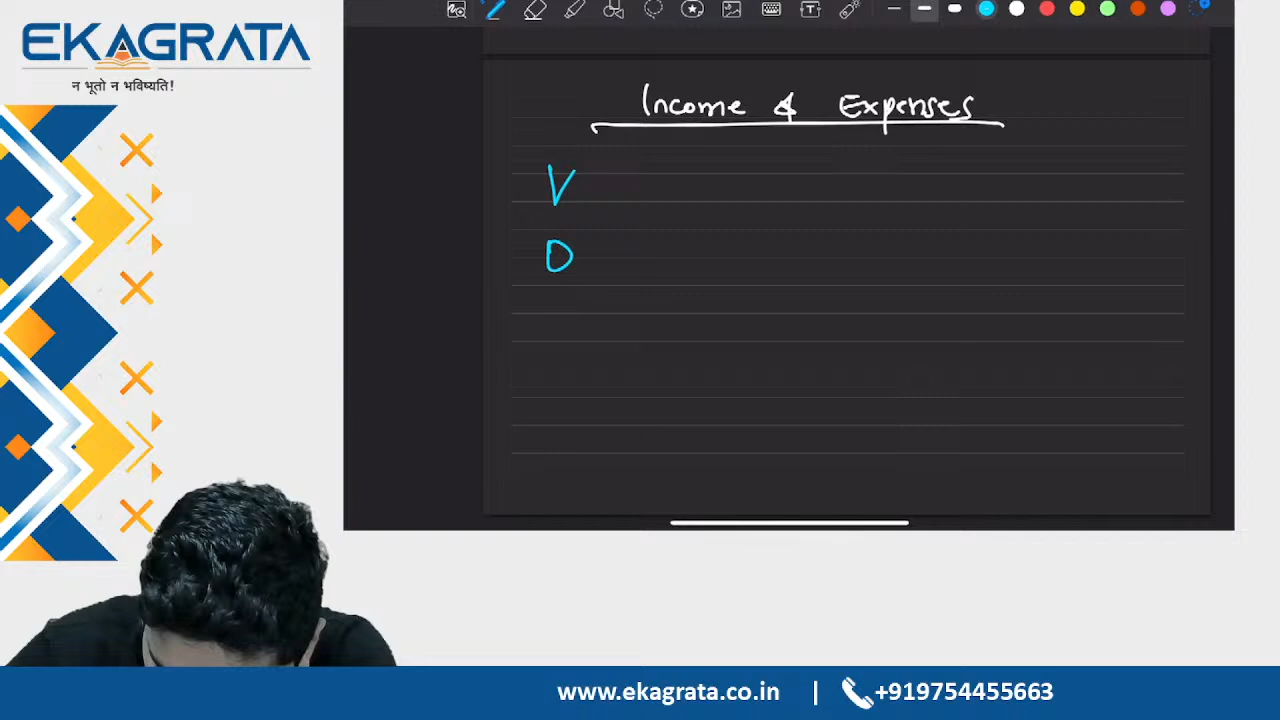 EKAGRATA
न भूतो न भविष्यति!
Income & Expenses
V
D
www.ekagrata.co.in | +919754455663